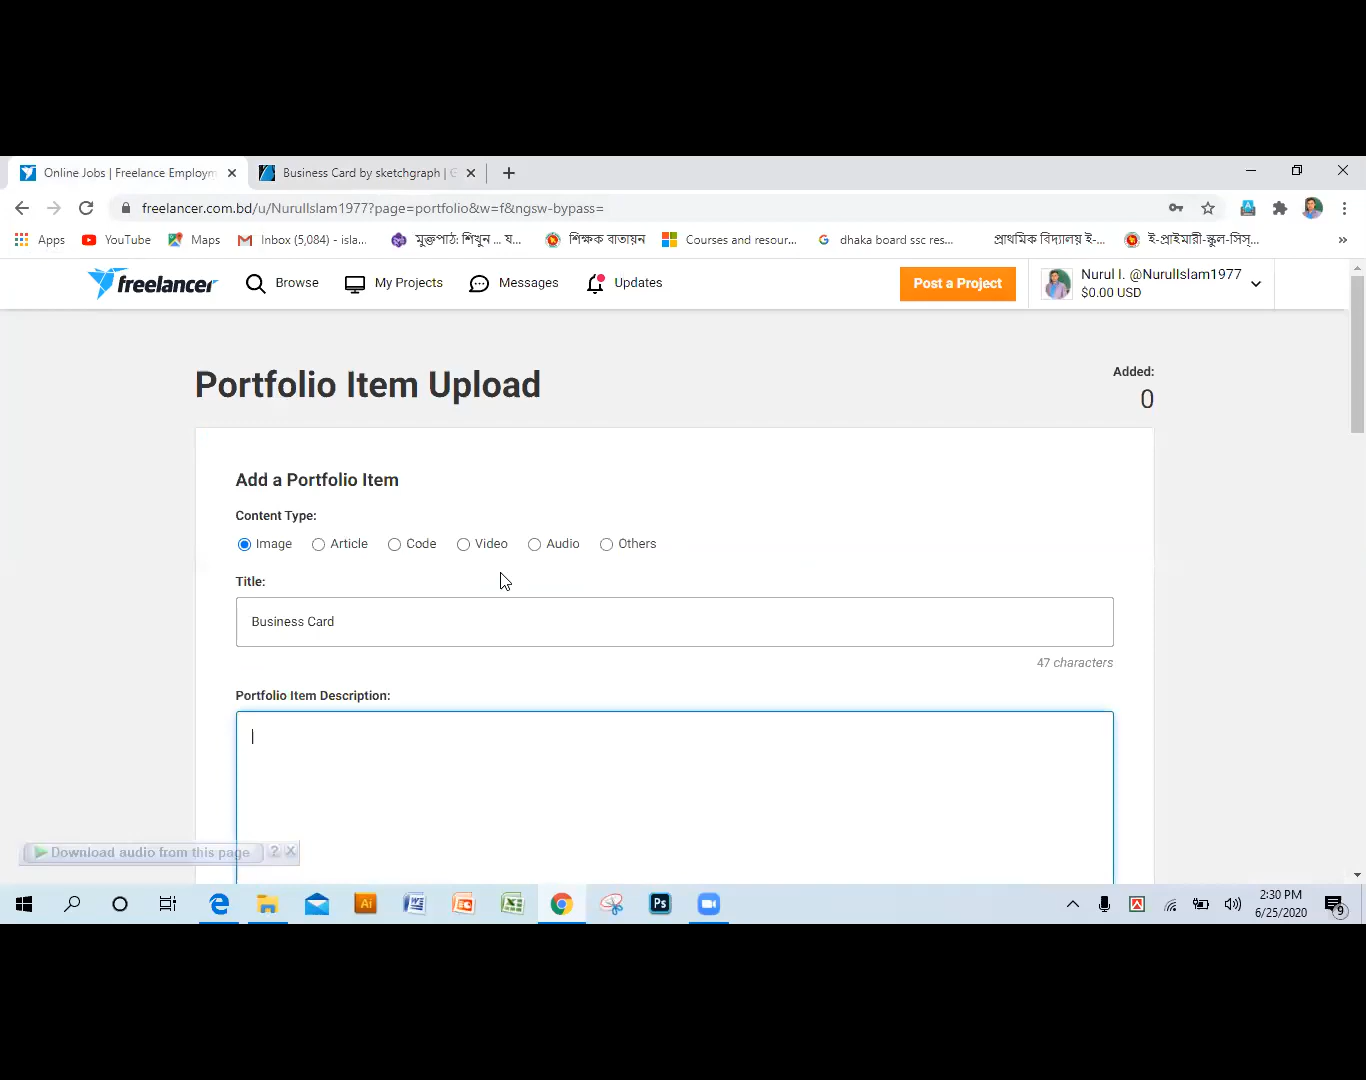 Online Jobs | Freelance Employm
Business Card by sketchgraph | G
freelancer.com.bd/u/NurulIslam1977?page=portfolio&w=f&ngsw-bypass=
Apps YouTube Maps Inbox (5,084) - isla... মুক্তপাঠ: শিখুন ... য... শিক্ষক বাতায়ন Courses and resour... dhaka board ssc res... প্রাথমিক বিদ্যালয় ই-... ই-প্রাইমারী-স্কুল-সিস্... »
freelancer Browse My Projects Messages Updates Post a Project Nurul I. @NurulIslam1977
$0.00 USD
Portfolio Item Upload
Added:
0
Add a Portfolio Item
Content Type:
Image Article Code Video Audio Others
Title:
Business Card
47 characters
Portfolio Item Description:
Download audio from this page ? X
Ai
Ps
2:30 PM
6/25/2020
9